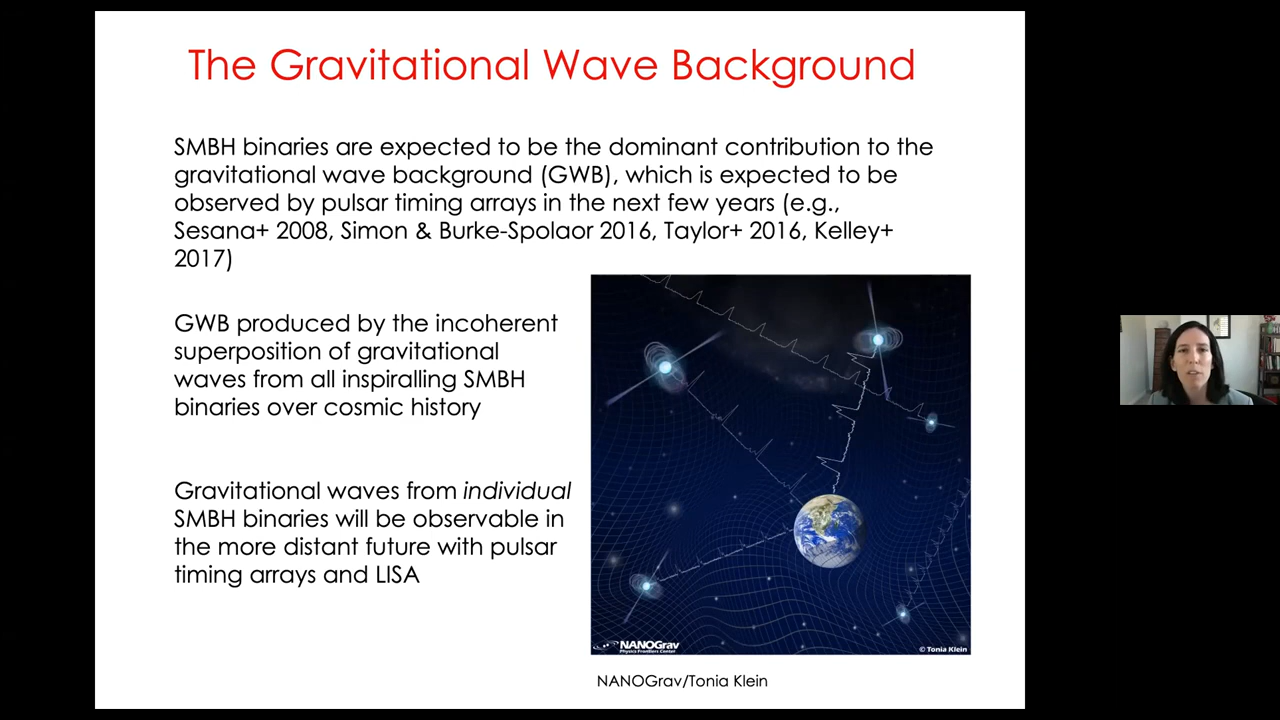 The Gravitational Wave Background
SMBH binaries are expected to be the dominant contribution to the
gravitational wave background (GWB), which is expected to be
observed by pulsar timing arrays in the next few years (e.g.,
Sesana+ 2008, Simon & Burke-Spolaor 2016, Taylor+ 2016, Kelley+
2017)
GWB produced by the incoherent
superposition of gravitational
waves from all inspiralling SMBH
binaries over cosmic history
Gravitational waves from individual
SMBH binaries will be observable in
the more distant future with pulsar
timing arrays and LISA
NANOGrav
Physics Frontiers Center
© Tonia Klein
NANOGrav/Tonia Klein